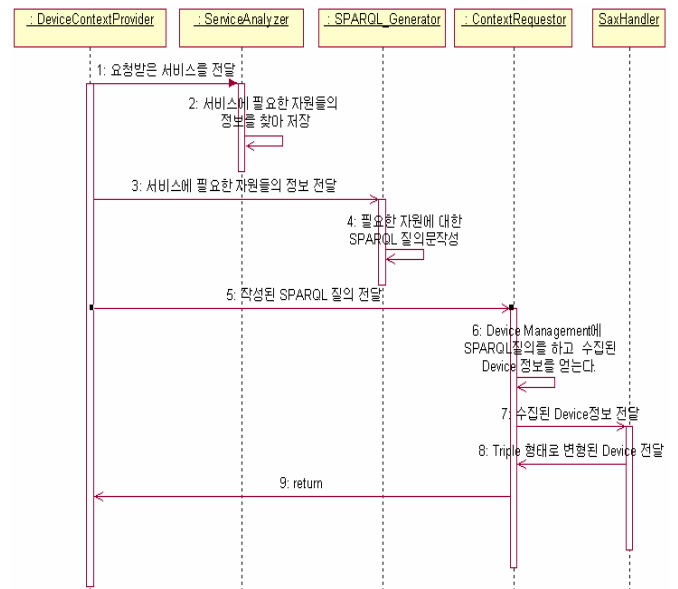 : DeviceContextProvider
: ServiceAnalyzer
: SPARQL_Generator
: ContextRequestor
SaxHandler
1: 요청받은 서비스를 전달
2: 서비스에 필요한 자원들의
정보를 찾아 저장
3: 서비스에 필요한 자원들의 정보 전달
4: 필요한 자원에 대한
SPARQL 질의문작성
5: 작성된 SPARQL 질의 전달
6: Device Management에
SPARQL질의를 하고 수집된
Device 정보를 얻는다.
7: 수집된 Device정보 전달
8: Triple 형태로 변형된 Device 전달
9: return